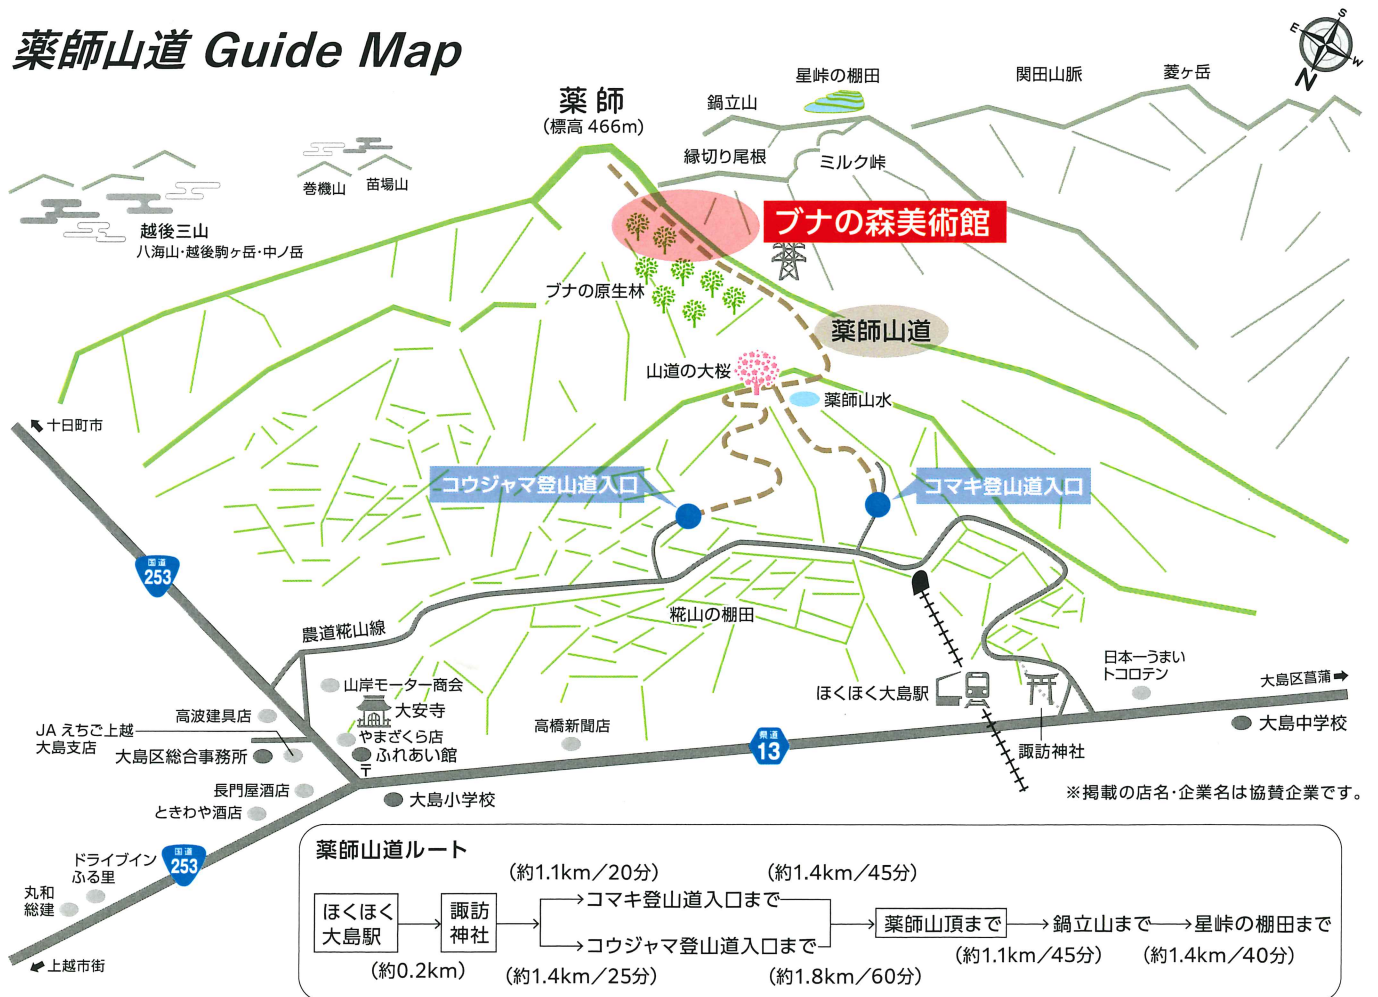 薬師山道 Guide Map
S
E
W
N
星峠の棚田
関田山脈
菱ヶ岳
鍋立山
薬師
(標高 466m)
縁切り尾根
ミルク峠
巻機山
苗場山
越後三山
八海山・越後駒ヶ岳・中ノ岳
ブナの森美術館
ブナの原生林
薬師山道
山道の大桜
薬師山水
十日町市
コウジャマ登山道入口
コマキ登山道入口
国道
253
糀山の棚田
農道糀山線
山岸モーター商会
大安寺
高波建具店
JA えちご上越
大島支店
やまざくら店
大島区総合事務所
ふれあい館
〒
高橋新聞店
長門屋酒店
ときわや酒店
大島小学校
県道
13
ほくほく大島駅
諏訪神社
日本一うまい
トコロテン
大島区菖蒲
大島中学校
※掲載の店名・企業名は協賛企業です。
国道
253
ドライブイン
ふる里
丸和
総建
上越市街
薬師山道ルート
(約1.1km/20分)
(約1.4km/45分)
ほくほく
大島駅
諏訪
神社
コマキ登山道入口まで
コウジャマ登山道入口まで
薬師山頂まで
鍋立山まで
星峠の棚田まで
(約0.2km)
(約1.4km/25分)
(約1.8km/60分)
(約1.1km/45分)
(約1.4km/40分)